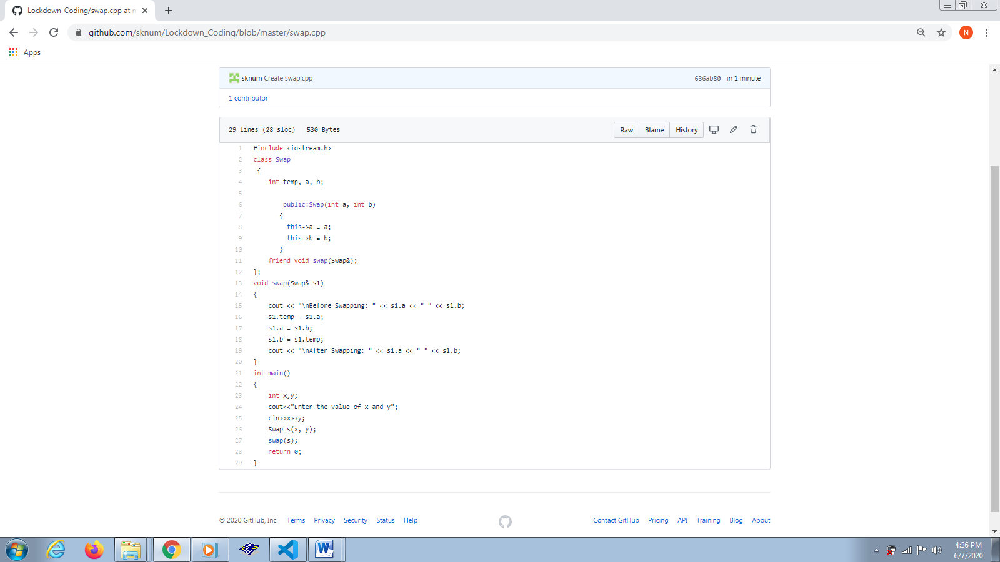 Lockdown_Coding/swap.cpp at m
github.com/sknum/Lockdown_Coding/blob/master/swap.cpp
N
Apps
sknum Create swap.cpp 636ab80 in 1 minute
1 contributor
29 lines (28 sloc) 530 Bytes Raw Blame History
1 #include <iostream.h>
2 class Swap
3 {
4 int temp, a, b;
5
6 public:Swap(int a, int b)
7 {
8 this->a = a;
9 this->b = b;
10 }
11 friend void swap(Swap&);
12 };
13 void swap(Swap& s1)
14 {
15 cout << "\nBefore Swapping: " << s1.a << " " << s1.b;
16 s1.temp = s1.a;
17 s1.a = s1.b;
18 s1.b = s1.temp;
19 cout << "\nAfter Swapping: " << s1.a << " " << s1.b;
20 }
21 int main()
22 {
23 int x,y;
24 cout<<"Enter the value of x and y";
25 cin>>x>>y;
26 Swap s(x, y);
27 swap(s);
28 return 0;
29 }
© 2020 GitHub, Inc. Terms Privacy Security Status Help Contact GitHub Pricing API Training Blog About
4:36 PM
6/7/2020